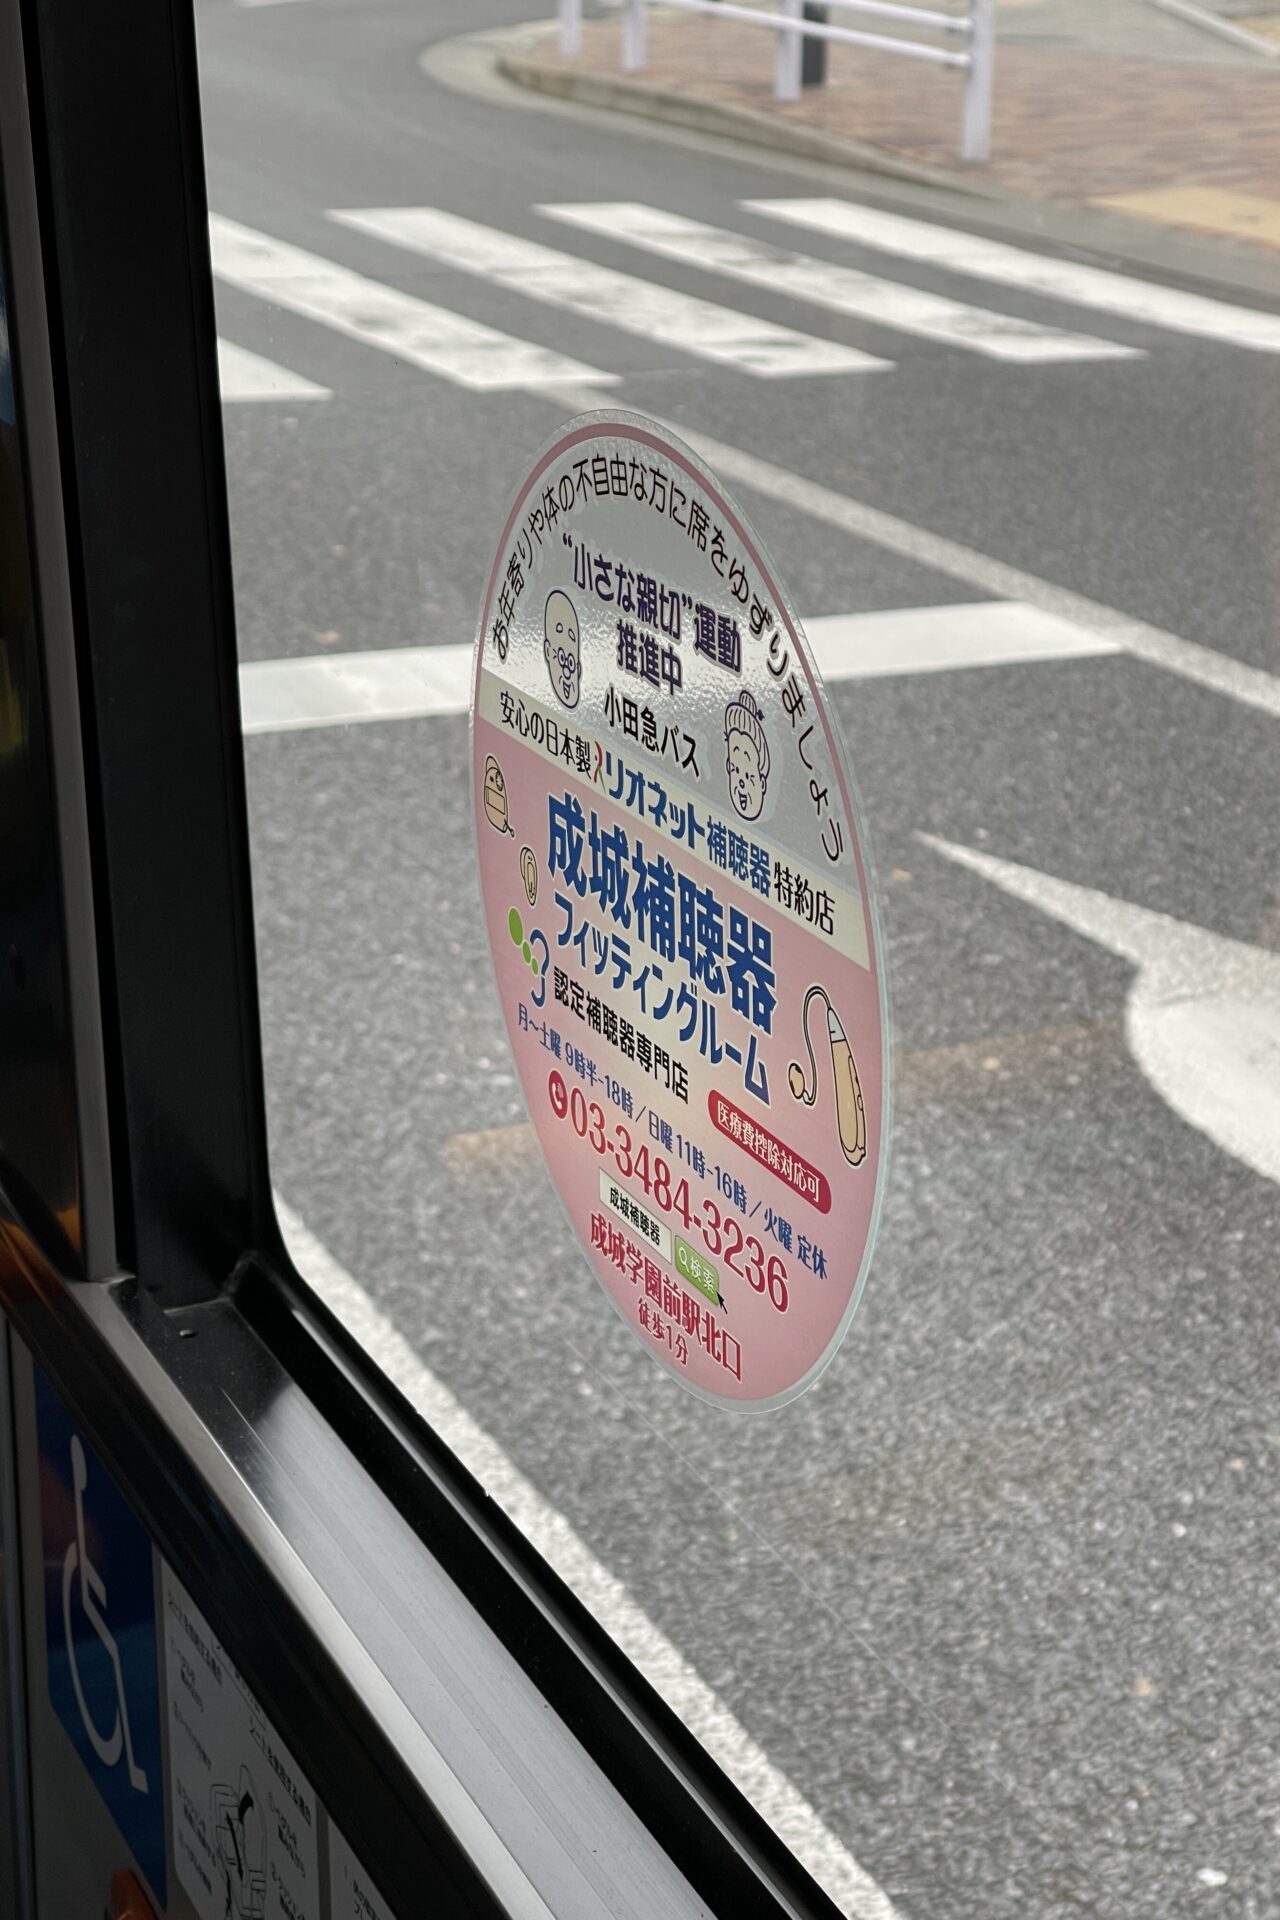 お年寄りや体の不自由な方に席をゆずりましょう
“小さな親切”運動
推進中
小田急バス
安心の日本製 リオネット補聴器 特約店
成城補聴器
フィッティングルーム
認定補聴器専門店
月〜土曜 9時半-18時／日曜 11時-16時／火曜 定休
医療費控除対応可
03-3484-3236
成城補聴器 検索
成城学園前駅北口
徒歩1分